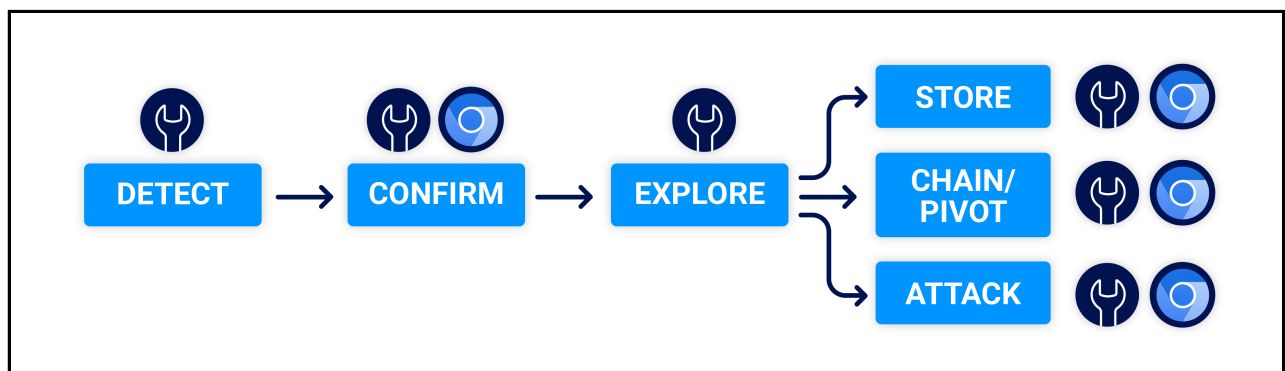 DETECT
CONFIRM
EXPLORE
STORE
CHAIN/
PIVOT
ATTACK